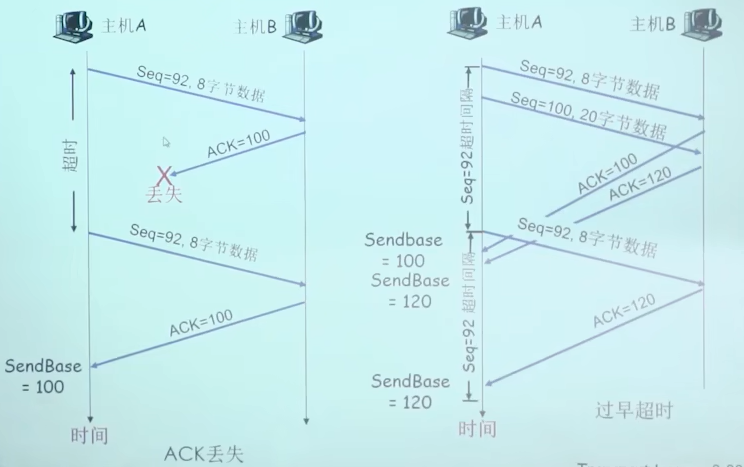 主机A
主机B
Seq=92, 8字节数据
ACK=100
丢失
超时
Seq=92, 8字节数据
ACK=100
SendBase
= 100
时间
ACK丢失
主机A
主机B
Seq=92, 8字节数据
Seq=100, 20字节数据
Seq=92超时间隔
ACK=100
ACK=120
Seq=92, 8字节数据
Sendbase
= 100
SendBase
= 120
Seq=92 超时间隔
ACK=120
SendBase
= 120
时间
过早超时